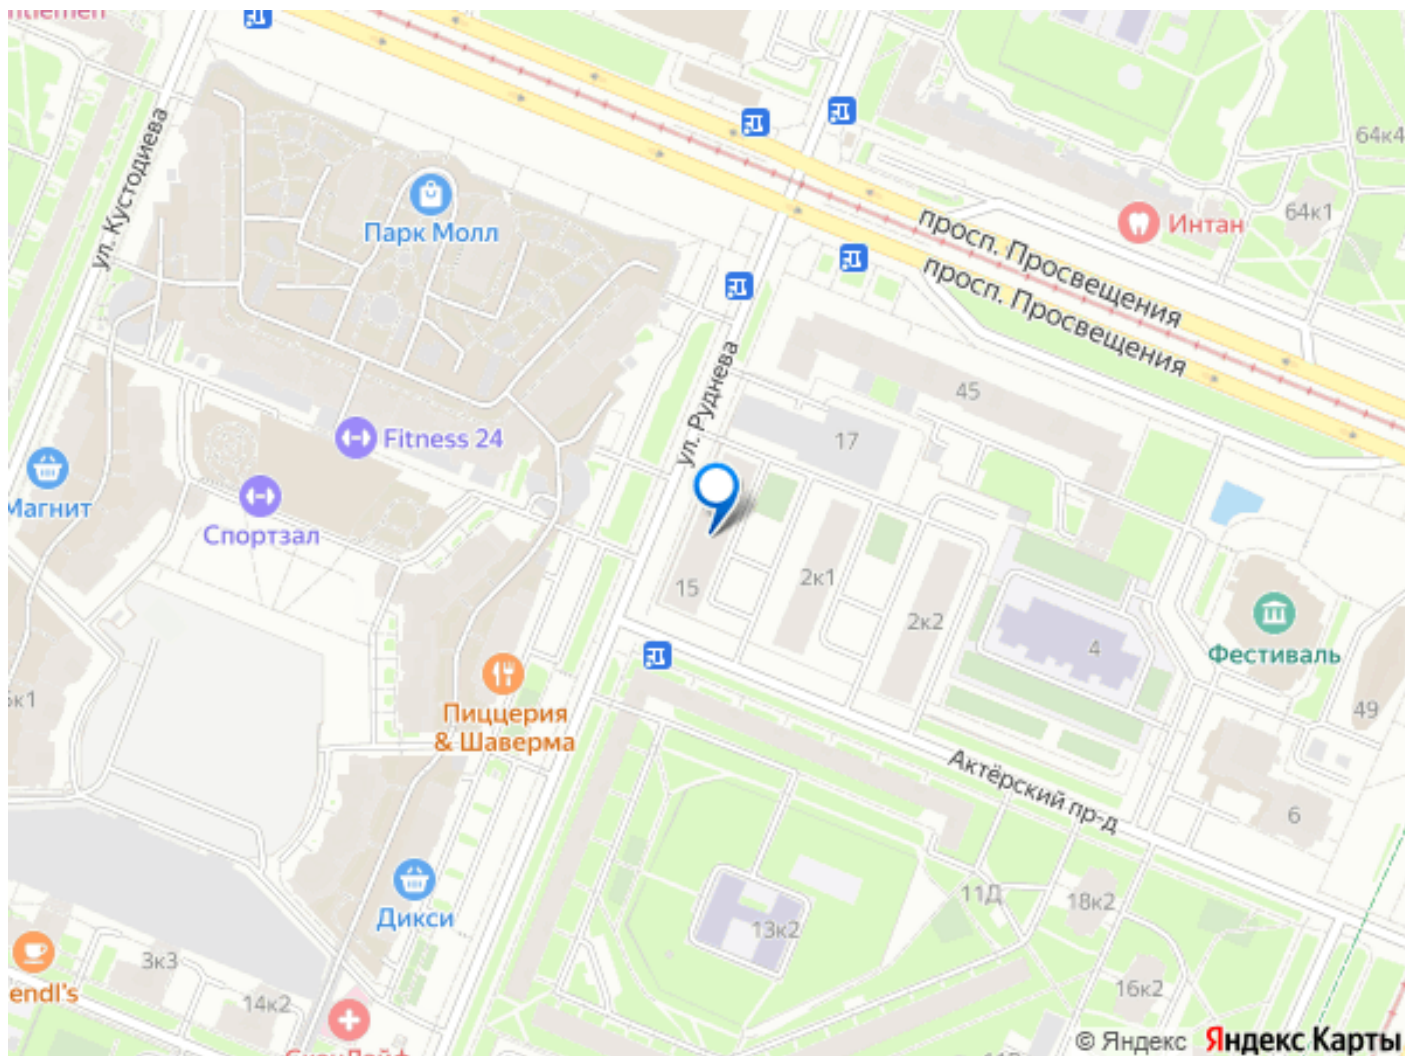 ул. Кустодиева
Парк Молл
64к4
64к1
Интан
просп. Просвещения
просп. Просвещения
ул. Руднева
45
17
Fitness 24
Магнит
Спортзал
15
2к1
2к2
4
Фестиваль
49
Пиццерия
& Шаверма
Актёрский пр-д
6
Дикси
11Д
18к2
13к2
3к3
14к2
16к2
© Яндекс Яндекс Карты